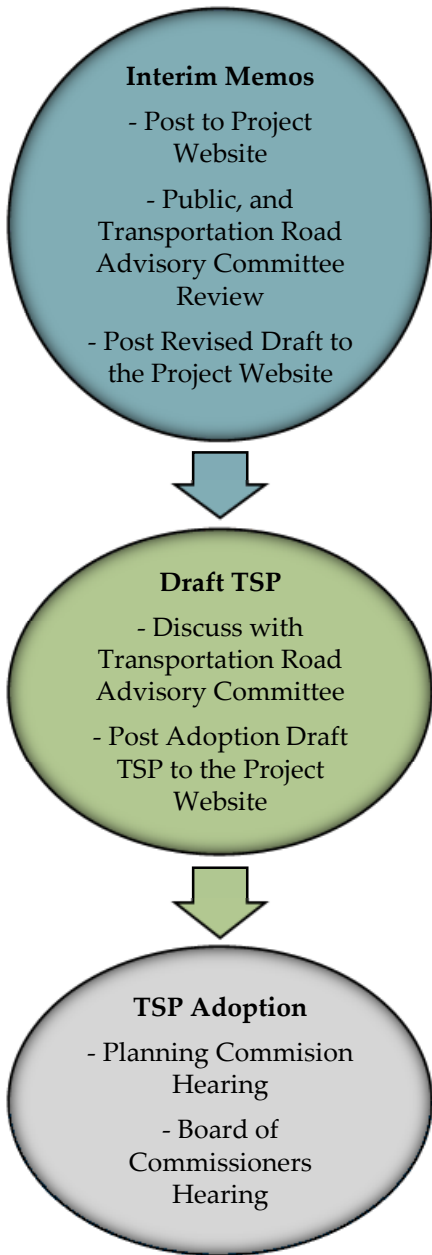 Interim Memos
- Post to Project
Website
- Public, and
Transportation Road
Advisory Committee
Review
- Post Revised Draft to
the Project Website
Draft TSP
- Discuss with
Transportation Road
Advisory Committee
- Post Adoption Draft
TSP to the Project
Website
TSP Adoption
- Planning Commision
Hearing
- Board of
Commissioners
Hearing